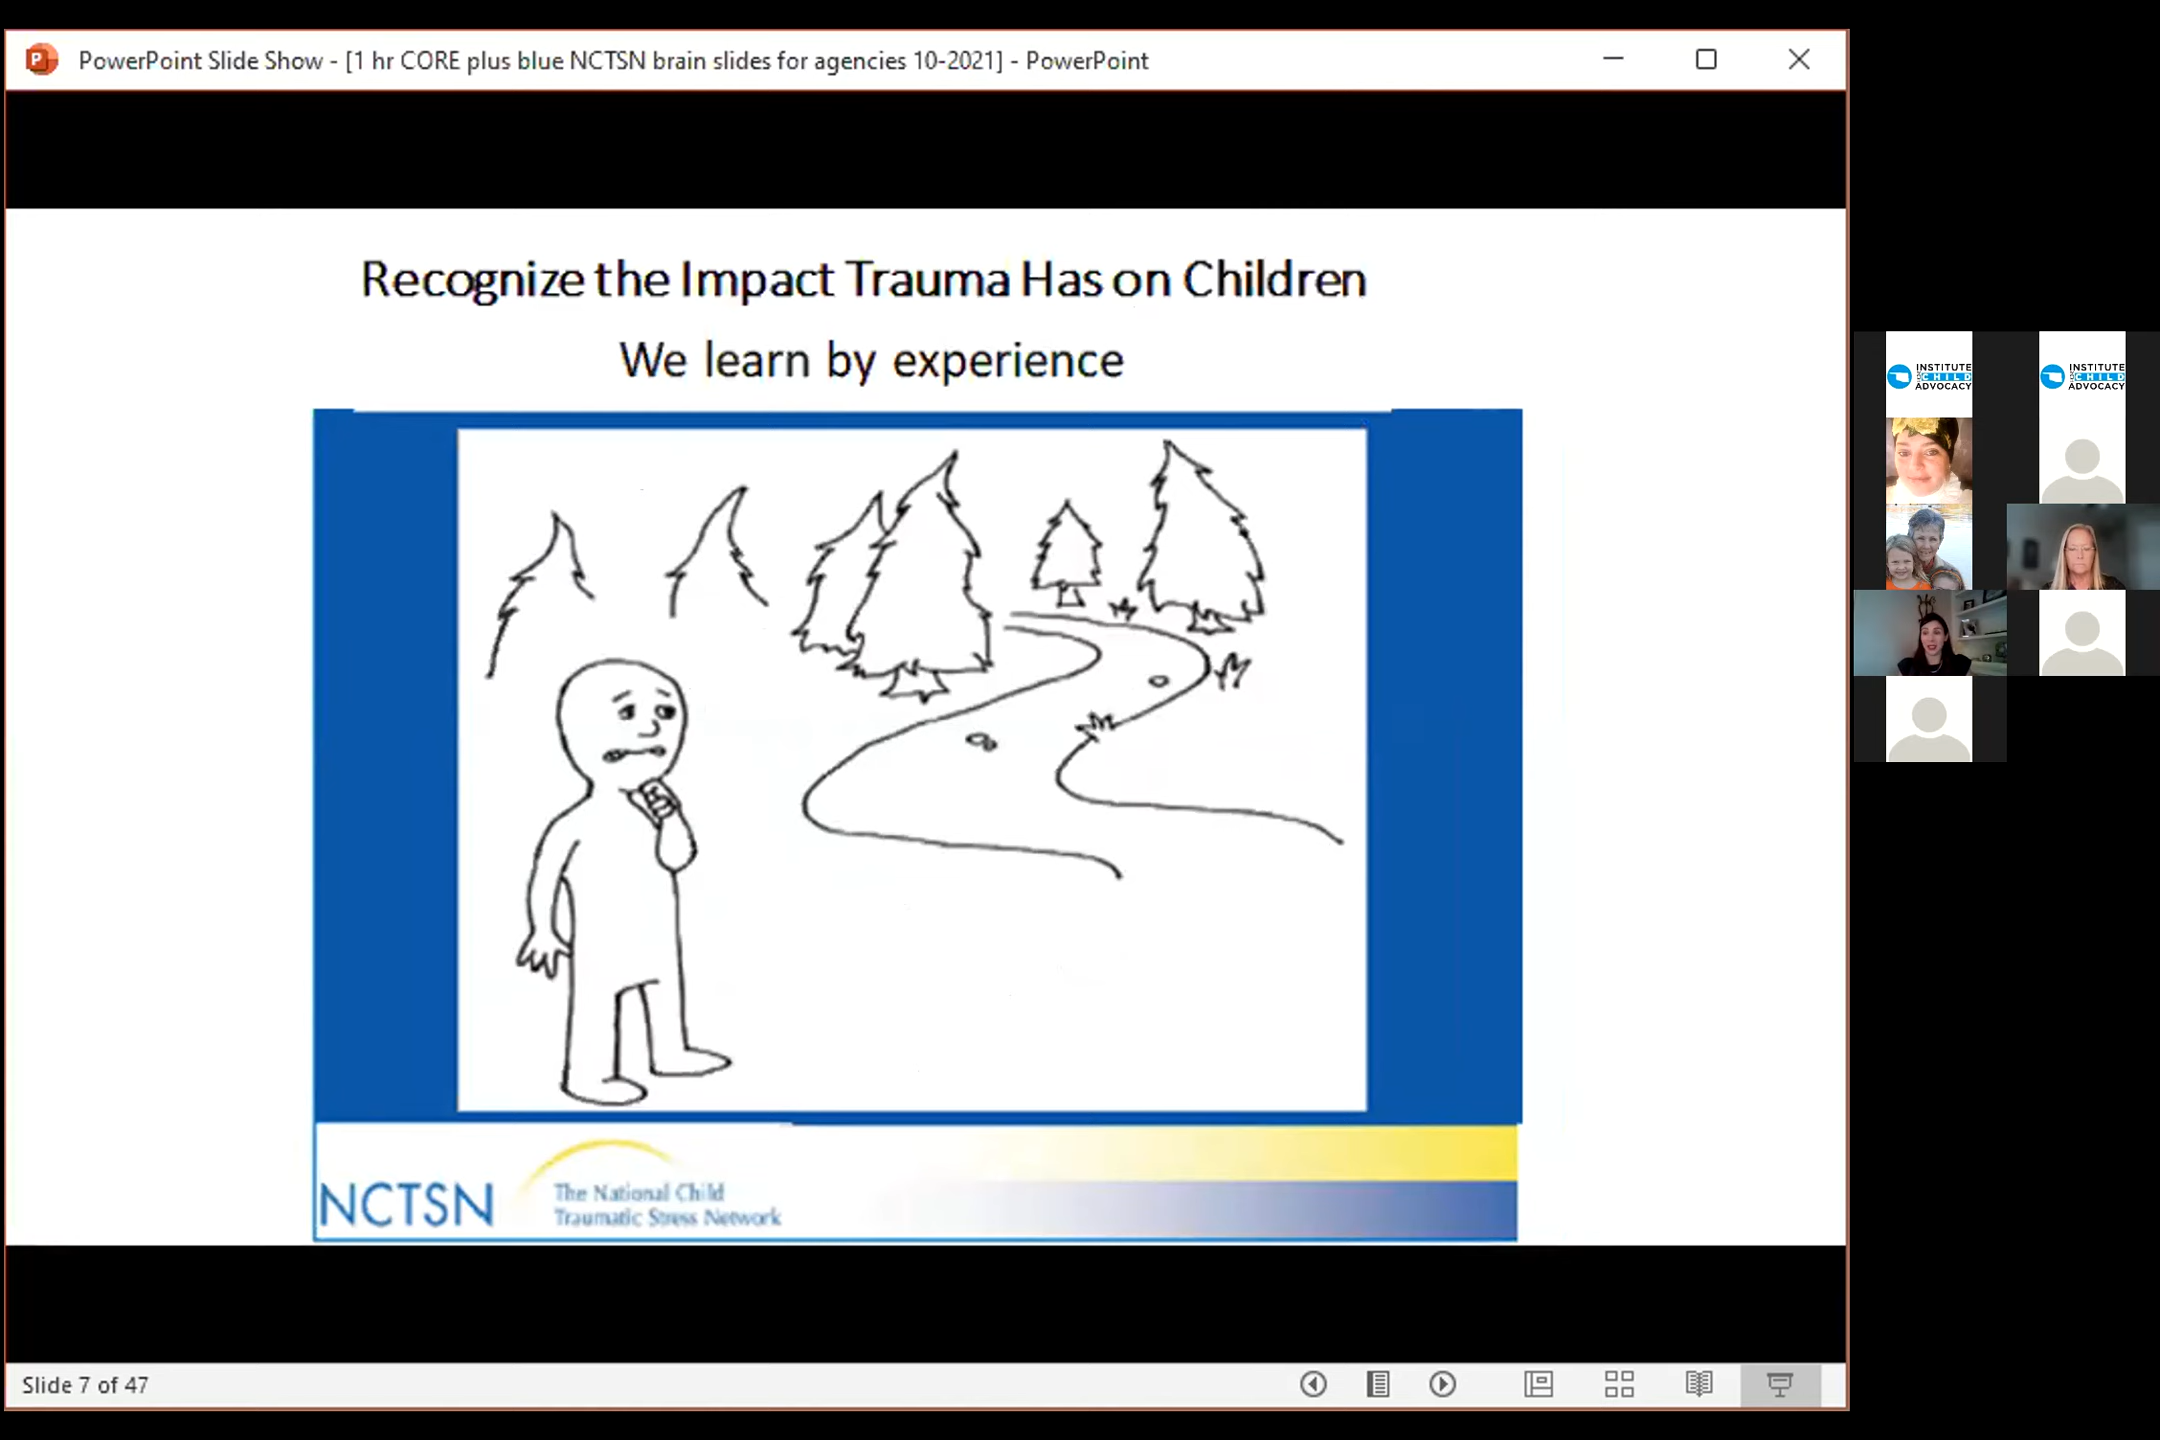 PowerPoint Slide Show - [1 hr CORE plus blue NCTSN brain slides for agencies 10-2021] - PowerPoint
Recognize the Impact Trauma Has on Children
We learn by experience
NCTSN
The National Child
Traumatic Stress Network
Slide 7 of 47
INSTITUTE
CHILD
ADVOCACY
INSTITUTE
CHILD
ADVOCACY